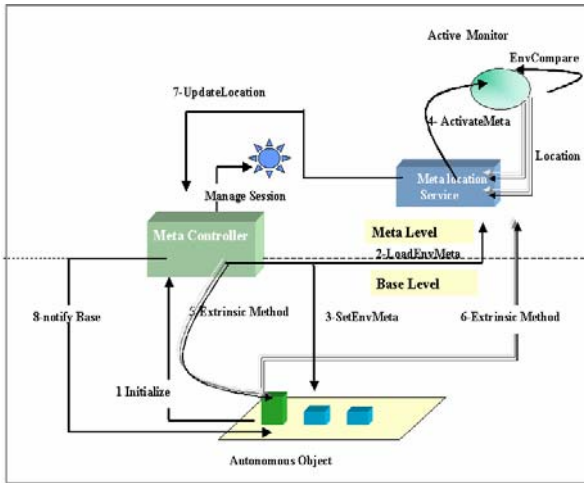 Active Monitor
EnvCompare
7-UpdateLocation
4- ActivateMeta
Location
Meta location
Service
Manage Session
Meta Controller
Meta Level
2-LoadEnvMeta
Base Level
8-notify Base
5-Extrinsic Method
3-SetEnvMeta
6-Extrinsic Method
1 Initialize
Autonomous Object